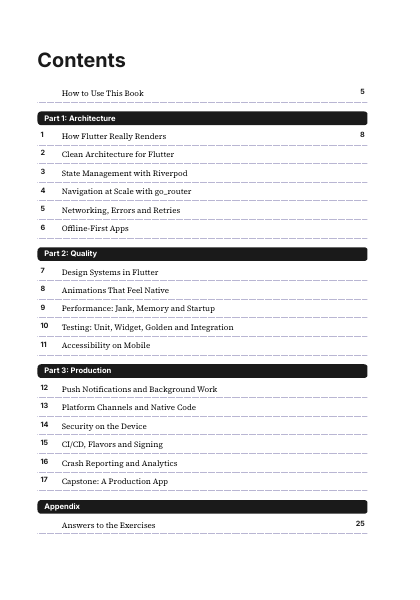 Contents
How to Use This Book 5
Part 1: Architecture
1 How Flutter Really Renders 8
2 Clean Architecture for Flutter
3 State Management with Riverpod
4 Navigation at Scale with go_router
5 Networking, Errors and Retries
6 Offline-First Apps
Part 2: Quality
7 Design Systems in Flutter
8 Animations That Feel Native
9 Performance: Jank, Memory and Startup
10 Testing: Unit, Widget, Golden and Integration
11 Accessibility on Mobile
Part 3: Production
12 Push Notifications and Background Work
13 Platform Channels and Native Code
14 Security on the Device
15 CI/CD, Flavors and Signing
16 Crash Reporting and Analytics
17 Capstone: A Production App
Appendix
Answers to the Exercises 25